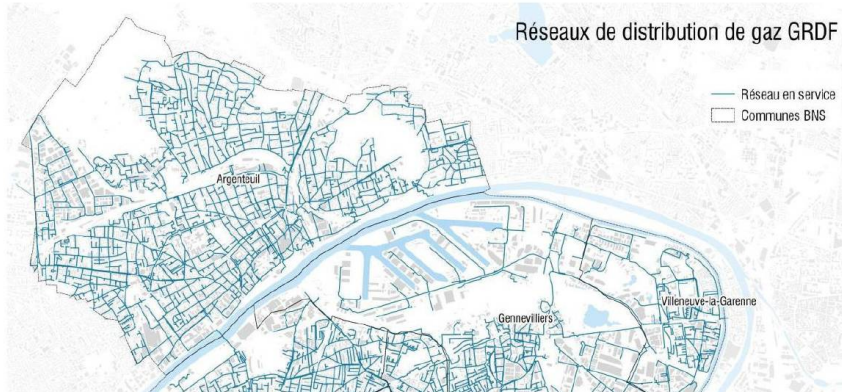 Réseaux de distribution de gaz GRDF
Réseau en service
Communes BNS
Argenteuil
Villeneuve-la-Garenne
Gennevilliers